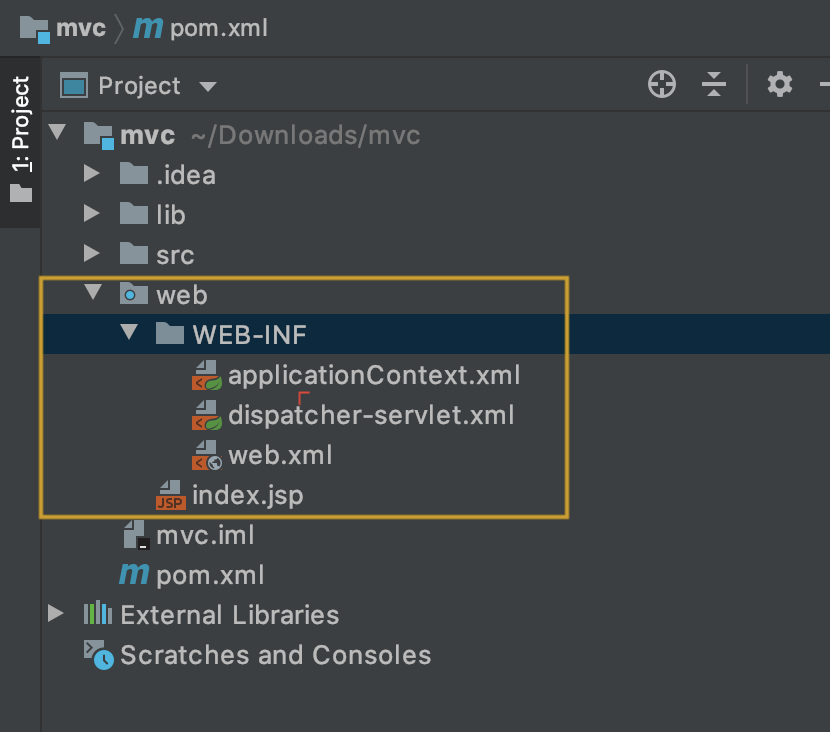 mvc m pom.xml
1: Project
Project
mvc ~/Downloads/mvc
.idea
lib
src
web
WEB-INF
applicationContext.xml
dispatcher-servlet.xml
web.xml
JSP index.jsp
mvc.iml
m pom.xml
External Libraries
Scratches and Consoles